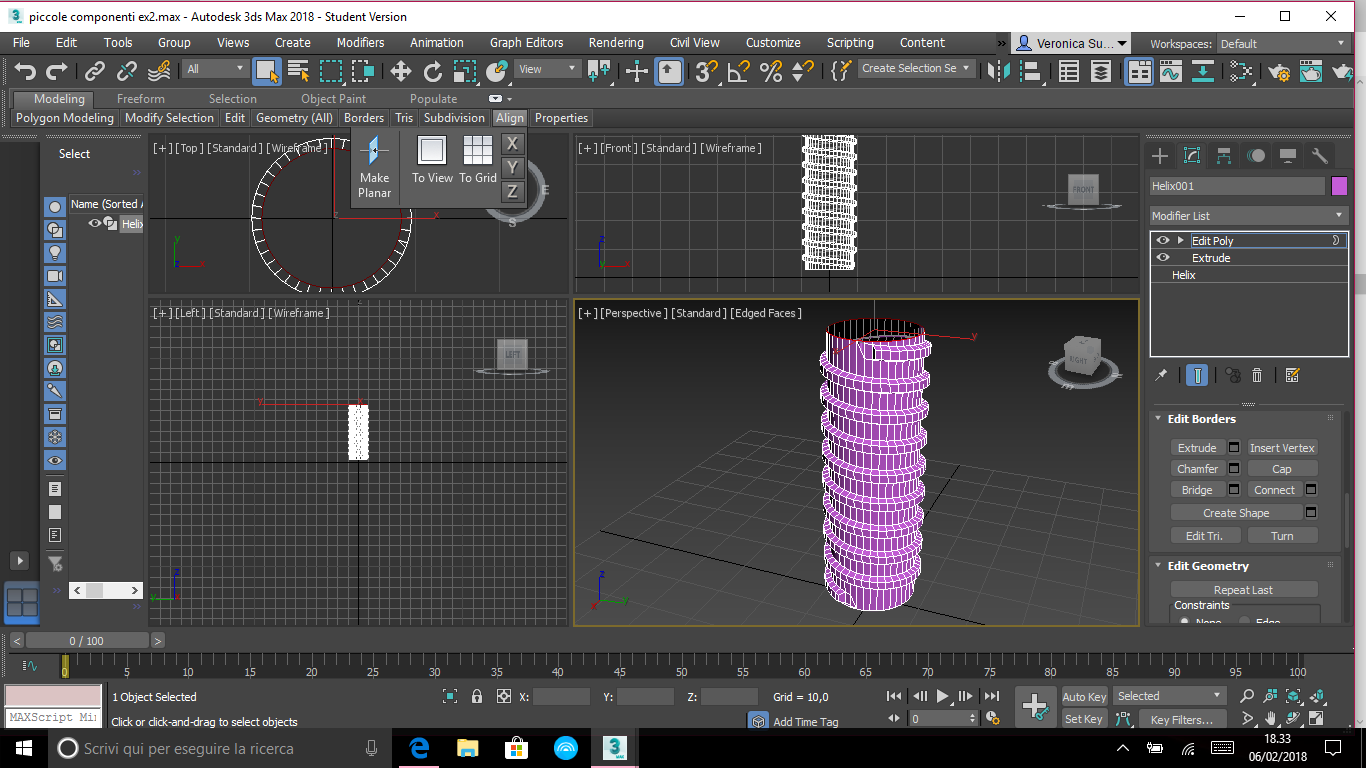 piccole componenti ex2.max - Autodesk 3ds Max 2018 - Student Version
File Edit Tools Group Views Create Modifiers Animation Graph Editors Rendering Civil View Customize Scripting Content » Veronica Su... Workspaces: Default
All View Create Selection Se
Modeling Freeform Selection Object Paint Populate
Polygon Modeling Modify Selection Edit Geometry (All) Borders Tris Subdivision Align Properties
Select
[+] [Top] [Standard] [Wireframe]
Make Planar
To View To Grid X Y Z
[+] [Front] [Standard] [Wireframe]
FRONT
E
S
Name (Sorted A
Helix
[+] [Left] [Standard] [Wireframe]
LEFT
[+] [Perspective] [Standard] [Edged Faces]
RIGHT
Helix001
Modifier List
Edit Poly
Extrude
Helix
Edit Borders
Extrude Insert Vertex
Chamfer Cap
Bridge Connect
Create Shape
Edit Tri. Turn
Edit Geometry
Repeat Last
Constraints
None Edge
< 0 / 100 >
0 5 10 15 20 25 30 35 40 45 50 55 60 65 70 75 80 85 90 95 100
1 Object Selected X: Y: Z: Grid = 10,0
Auto Key Selected
MAXScript Mi
Click or click-and-drag to select objects
Add Time Tag 0
Set Key Key Filters...
Scrivi qui per eseguire la ricerca
3 MAX
18.33
06/02/2018